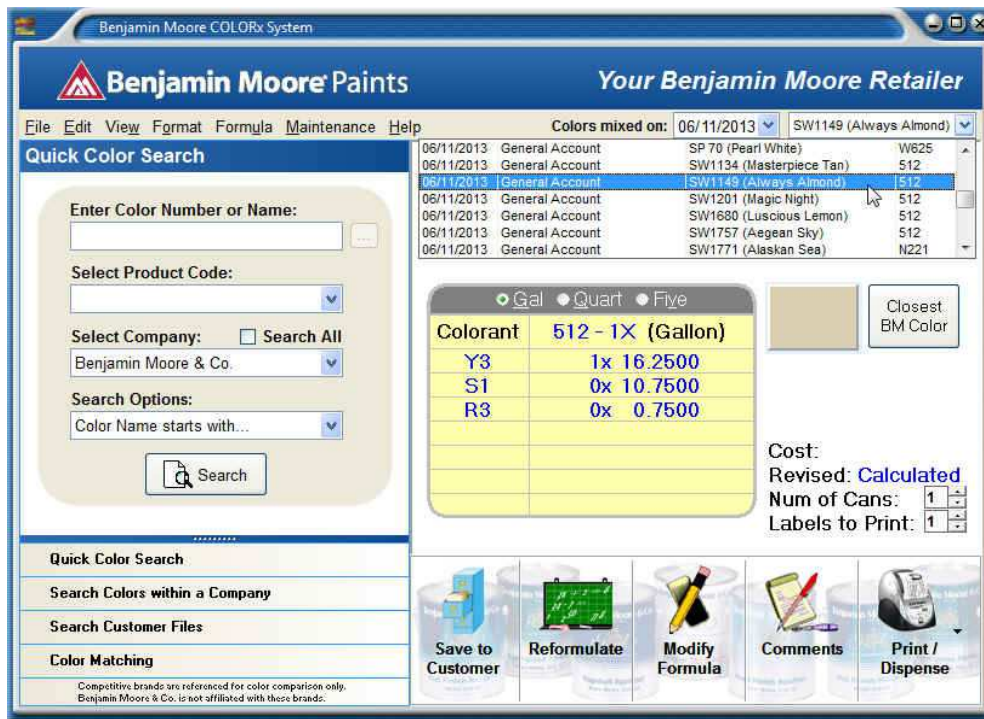 Benjamin Moore COLORx System
Benjamin Moore® Paints
Your Benjamin Moore Retailer
File Edit View Format Formula Maintenance Help
Colors mixed on: 06/11/2013 SW1149 (Always Almond)
Quick Color Search
06/11/2013 General Account SP 70 (Pearl White) W625
06/11/2013 General Account SW1134 (Masterpiece Tan) 512
06/11/2013 General Account SW1149 (Always Almond) 512
06/11/2013 General Account SW1201 (Magic Night) 512
06/11/2013 General Account SW1680 (Luscious Lemon) 512
06/11/2013 General Account SW1757 (Aegean Sky) 512
06/11/2013 General Account SW1771 (Alaskan Sea) N221
Enter Color Number or Name:
...
Select Product Code:
Select Company: Search All
Benjamin Moore & Co.
Search Options:
Color Name starts with...
Search
Gal Quart Five
Colorant 512 - 1X (Gallon)
Y3 1x 16.2500
S1 0x 10.7500
R3 0x 0.7500
Closest
BM Color
Cost:
Revised: Calculated
Num of Cans: 1
Labels to Print: 1
Quick Color Search
Search Colors within a Company
Search Customer Files
Color Matching
Competitive brands are referenced for color comparison only.
Benjamin Moore & Co. is not affiliated with these brands.
Save to
Customer
Reformulate
Modify
Formula
Comments
Print /
Dispense